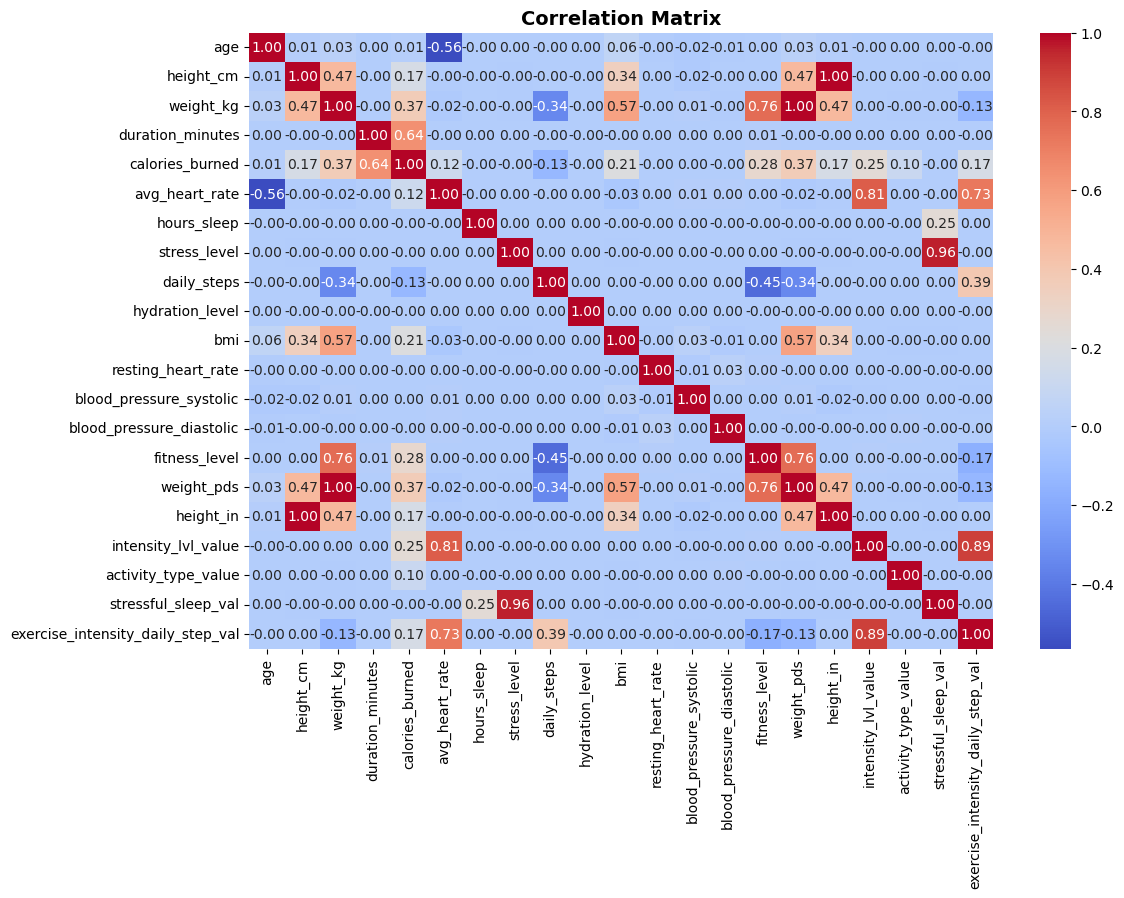 Correlation Matrix
age 1.00 0.01 0.03 0.00 0.01 -0.56 -0.00 0.00 -0.00 0.00 0.06 -0.00 -0.02 -0.01 0.00 0.03 0.01 -0.00 0.00 0.00 -0.00
height_cm 0.01 1.00 0.47 -0.00 0.17 -0.00 -0.00 0.00 -0.00 0.00 0.34 0.00 -0.02 -0.00 0.00 0.47 1.00 -0.00 0.00 -0.00 0.00
weight_kg 0.03 0.47 1.00 -0.00 0.37 -0.02 -0.00 0.00 -0.34 -0.00 0.57 -0.00 0.01 -0.00 0.76 1.00 0.47 0.00 -0.00 0.00 -0.13
duration_minutes 0.00 -0.00 -0.00 1.00 0.64 -0.00 0.00 0.00 -0.00 -0.00 -0.00 0.00 0.00 0.00 0.01 -0.00 -0.00 0.00 -0.00 0.00 -0.00
calories_burned 0.01 0.17 0.37 0.64 1.00 0.12 -0.00 -0.00 -0.13 -0.00 0.21 -0.00 0.00 -0.00 0.28 0.37 0.17 0.25 0.10 -0.00 0.17
avg_heart_rate -0.56 -0.00 -0.02 -0.00 0.12 1.00 -0.00 0.00 0.00 -0.00 -0.03 -0.00 0.01 0.00 0.00 -0.02 -0.00 0.81 0.00 -0.00 0.73
hours_sleep -0.00 -0.00 -0.00 0.00 -0.00 -0.00 1.00 0.00 0.00 0.00 -0.00 -0.00 -0.00 0.00 -0.00 -0.00 -0.00 0.00 -0.00 0.25 0.00
stress_level 0.00 0.00 0.00 0.00 -0.00 0.00 0.00 1.00 0.00 0.00 -0.00 0.00 0.00 -0.00 0.00 0.00 0.00 -0.00 -0.00 0.96 -0.00
daily_steps -0.00 -0.00 -0.34 -0.00 -0.13 0.00 0.00 0.00 1.00 0.00 0.00 -0.00 -0.00 0.00 -0.45 -0.34 -0.00 0.00 0.00 0.00 0.39
hydration_level 0.00 0.00 -0.00 -0.00 -0.00 -0.00 0.00 0.00 0.00 1.00 0.00 0.00 -0.00 0.00 -0.00 -0.00 0.00 -0.00 0.00 0.00 -0.00
bmi 0.06 0.34 0.57 -0.00 0.21 -0.03 -0.00 -0.00 0.00 0.00 1.00 -0.00 0.03 -0.01 0.00 0.57 0.34 -0.00 0.00 -0.00 0.00
resting_heart_rate -0.00 0.00 -0.00 0.00 -0.00 -0.00 -0.00 0.00 -0.00 0.00 -0.00 1.00 -0.01 0.03 -0.00 -0.00 0.00 -0.00 0.00 0.00 -0.00
blood_pressure_systolic -0.02 -0.02 0.01 0.00 0.00 0.01 -0.00 0.00 -0.00 -0.00 0.03 -0.01 1.00 0.00 0.00 0.01 -0.02 -0.00 -0.00 0.00 -0.00
blood_pressure_diastolic -0.01 -0.00 -0.00 0.00 -0.00 0.00 0.00 -0.00 0.00 0.00 -0.01 0.03 0.00 1.00 0.00 -0.00 -0.00 -0.00 -0.00 -0.00 -0.00
fitness_level 0.00 0.00 0.76 0.01 0.28 0.00 -0.00 0.00 -0.45 -0.00 0.00 -0.00 0.00 0.00 1.00 0.76 0.00 0.00 -0.00 0.00 -0.17
weight_pds 0.03 0.47 1.00 -0.00 0.37 -0.02 -0.00 0.00 -0.34 -0.00 0.57 -0.00 0.01 -0.00 0.76 1.00 0.47 0.00 -0.00 0.00 -0.13
height_in 0.01 1.00 0.47 -0.00 0.17 -0.00 -0.00 0.00 -0.00 0.00 0.34 0.00 -0.02 -0.00 0.00 0.47 1.00 -0.00 0.00 -0.00 0.00
intensity_lvl_value -0.00 -0.00 0.00 0.00 0.25 0.81 0.00 -0.00 0.00 -0.00 -0.00 -0.00 -0.00 -0.00 0.00 0.00 -0.00 1.00 -0.00 -0.00 0.89
activity_type_value 0.00 0.00 -0.00 -0.00 0.10 0.00 -0.00 -0.00 0.00 0.00 0.00 0.00 -0.00 -0.00 -0.00 -0.00 0.00 -0.00 1.00 -0.00 -0.00
stressful_sleep_val 0.00 -0.00 0.00 0.00 -0.00 -0.00 0.25 0.96 0.00 0.00 -0.00 0.00 0.00 -0.00 0.00 0.00 -0.00 -0.00 -0.00 1.00 -0.00
exercise_intensity_daily_step_val -0.00 0.00 -0.13 -0.00 0.17 0.73 0.00 -0.00 0.39 -0.00 0.00 -0.00 -0.00 -0.00 -0.17 -0.13 0.00 0.89 -0.00 -0.00 1.00
age
height_cm
weight_kg
duration_minutes
calories_burned
avg_heart_rate
hours_sleep
stress_level
daily_steps
hydration_level
bmi
resting_heart_rate
blood_pressure_systolic
blood_pressure_diastolic
fitness_level
weight_pds
height_in
intensity_lvl_value
activity_type_value
stressful_sleep_val
exercise_intensity_daily_step_val
1.0
0.8
0.6
0.4
0.2
0.0
−0.2
−0.4